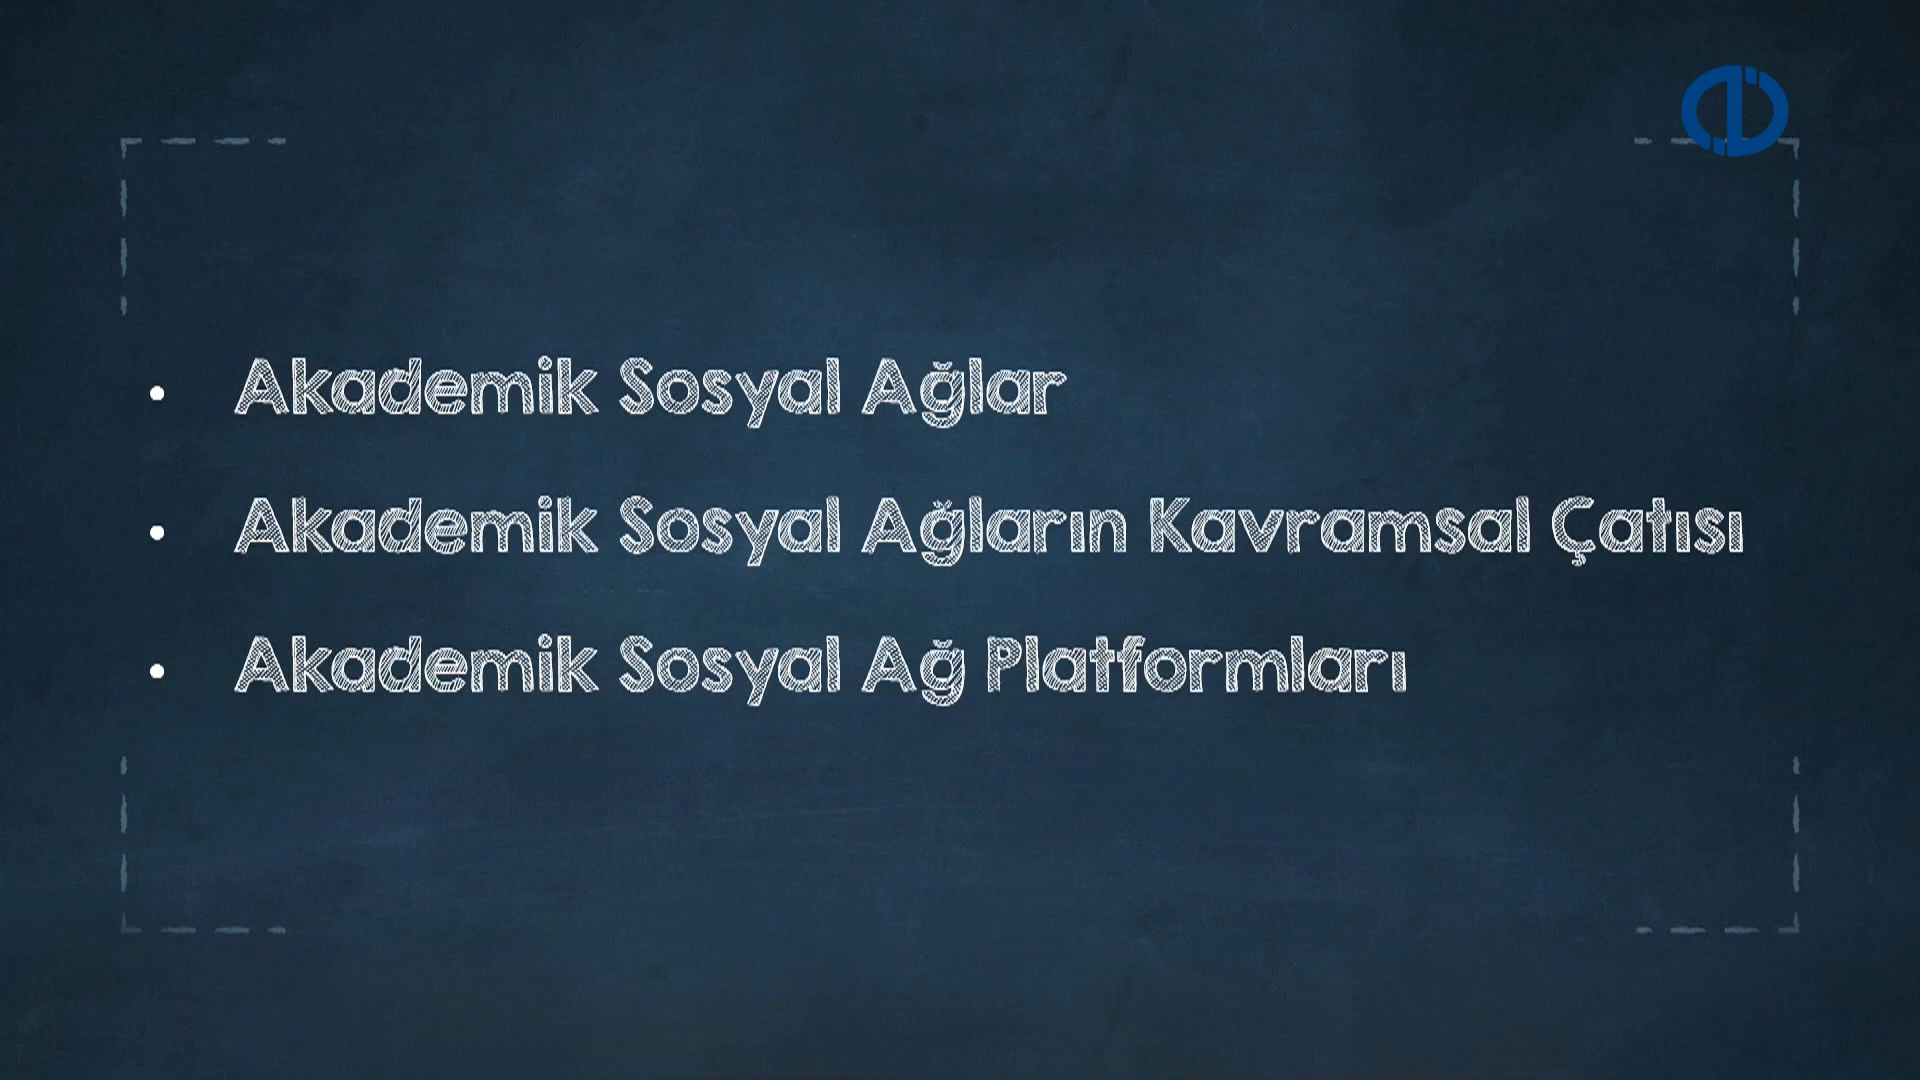 • Akademik Sosyal Ağlar
• Akademik Sosyal Ağların Kavramsal Çatısı
• Akademik Sosyal Ağ Platformları